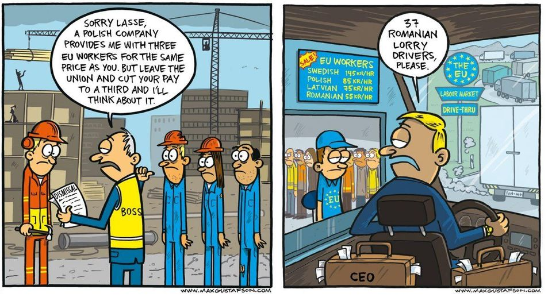 SORRY LASSE,
A POLISH COMPANY
PROVIDES ME WITH THREE
EU WORKERS FOR THE SAME
PRICE AS YOU. BUT LEAVE THE
UNION AND CUT YOUR PAY
TO A THIRD AND I'LL
THINK ABOUT IT.
DISMISSAL
BOSS
WWW.MAXGUSTAFSON.COM
37
ROMANIAN
LORRY
DRIVERS,
PLEASE.
SALE!
EU WORKERS
SWEDISH 145 KR/HR
POLISH 85 KR/HR
LATVIAN 75 KR/HR
ROMANIAN 55 KR/HR
THE
EU
LABOUR MARKET
DRIVE-THRU
EU
CEO
WWW.MAXGUSTAFSON.COM